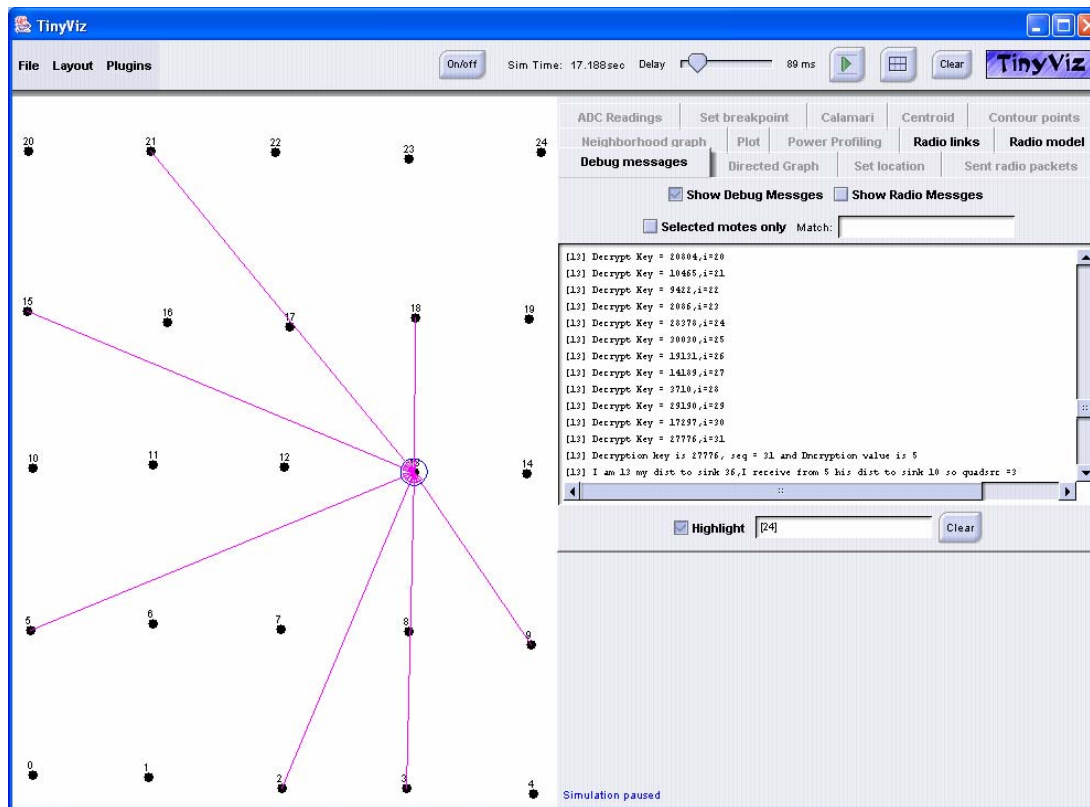 TinyViz
File Layout Plugins
On/off Sim Time: 17.188sec Delay 89 ms Clear TinyViz
ADC Readings Set breakpoint Calamari Centroid Contour points
Neighborhood graph Plot Power Profiling Radio links Radio model
Debug messages Directed Graph Set location Sent radio packets
Show Debug Messges Show Radio Messges
Selected motes only Match:
[13] Decrypt Key = 20804,i=20
[13] Decrypt Key = 10465,i=21
[13] Decrypt Key = 9422,i=22
[13] Decrypt Key = 2086,i=23
[13] Decrypt Key = 28378,i=24
[13] Decrypt Key = 30030,i=25
[13] Decrypt Key = 19131,i=26
[13] Decrypt Key = 14189,i=27
[13] Decrypt Key = 3710,i=28
[13] Decrypt Key = 29190,i=29
[13] Decrypt Key = 17297,i=30
[13] Decrypt Key = 27776,i=31
[13] Decryption key is 27776, seq = 31 and Dncryption value is 5
[13] I am 13 my dist to sink 36,I receive from 5 his dist to sink 10 so quadsrc =3
Highlight [24] Clear
Simulation paused
20 21 22 23 24
15 16 17 18 19
10 11 12 13 14
5 6 7 8 9
0 1 2 3 4